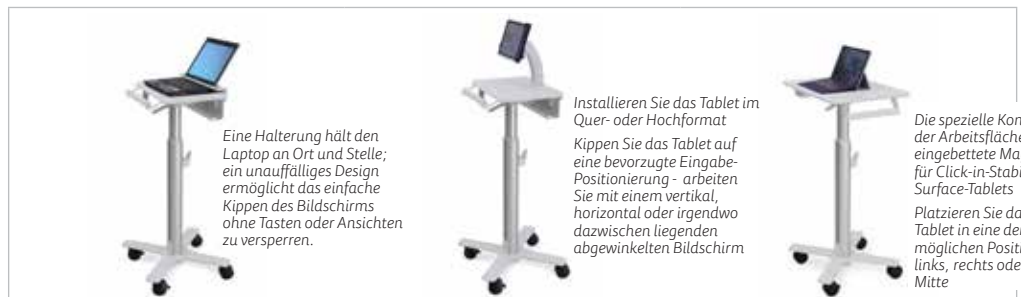 Eine Halterung hält den
Laptop an Ort und Stelle;
ein unauffälliges Design
ermöglicht das einfache
Kippen des Bildschirms
ohne Tasten oder Ansichten
zu versperren.
Installieren Sie das Tablet im
Quer- oder Hochformat
Kippen Sie das Tablet auf
eine bevorzugte Eingabe-
Positionierung - arbeiten
Sie mit einem vertikal,
horizontal oder irgendwo
dazwischen liegenden
abgewinkelten Bildschirm
Die spezielle Kon
der Arbeitsfläche
eingebettete Ma
für Click-in-Stabi
Surface-Tablets
Platzieren Sie da
Tablet in eine de
möglichen Positi
links, rechts ode
Mitte